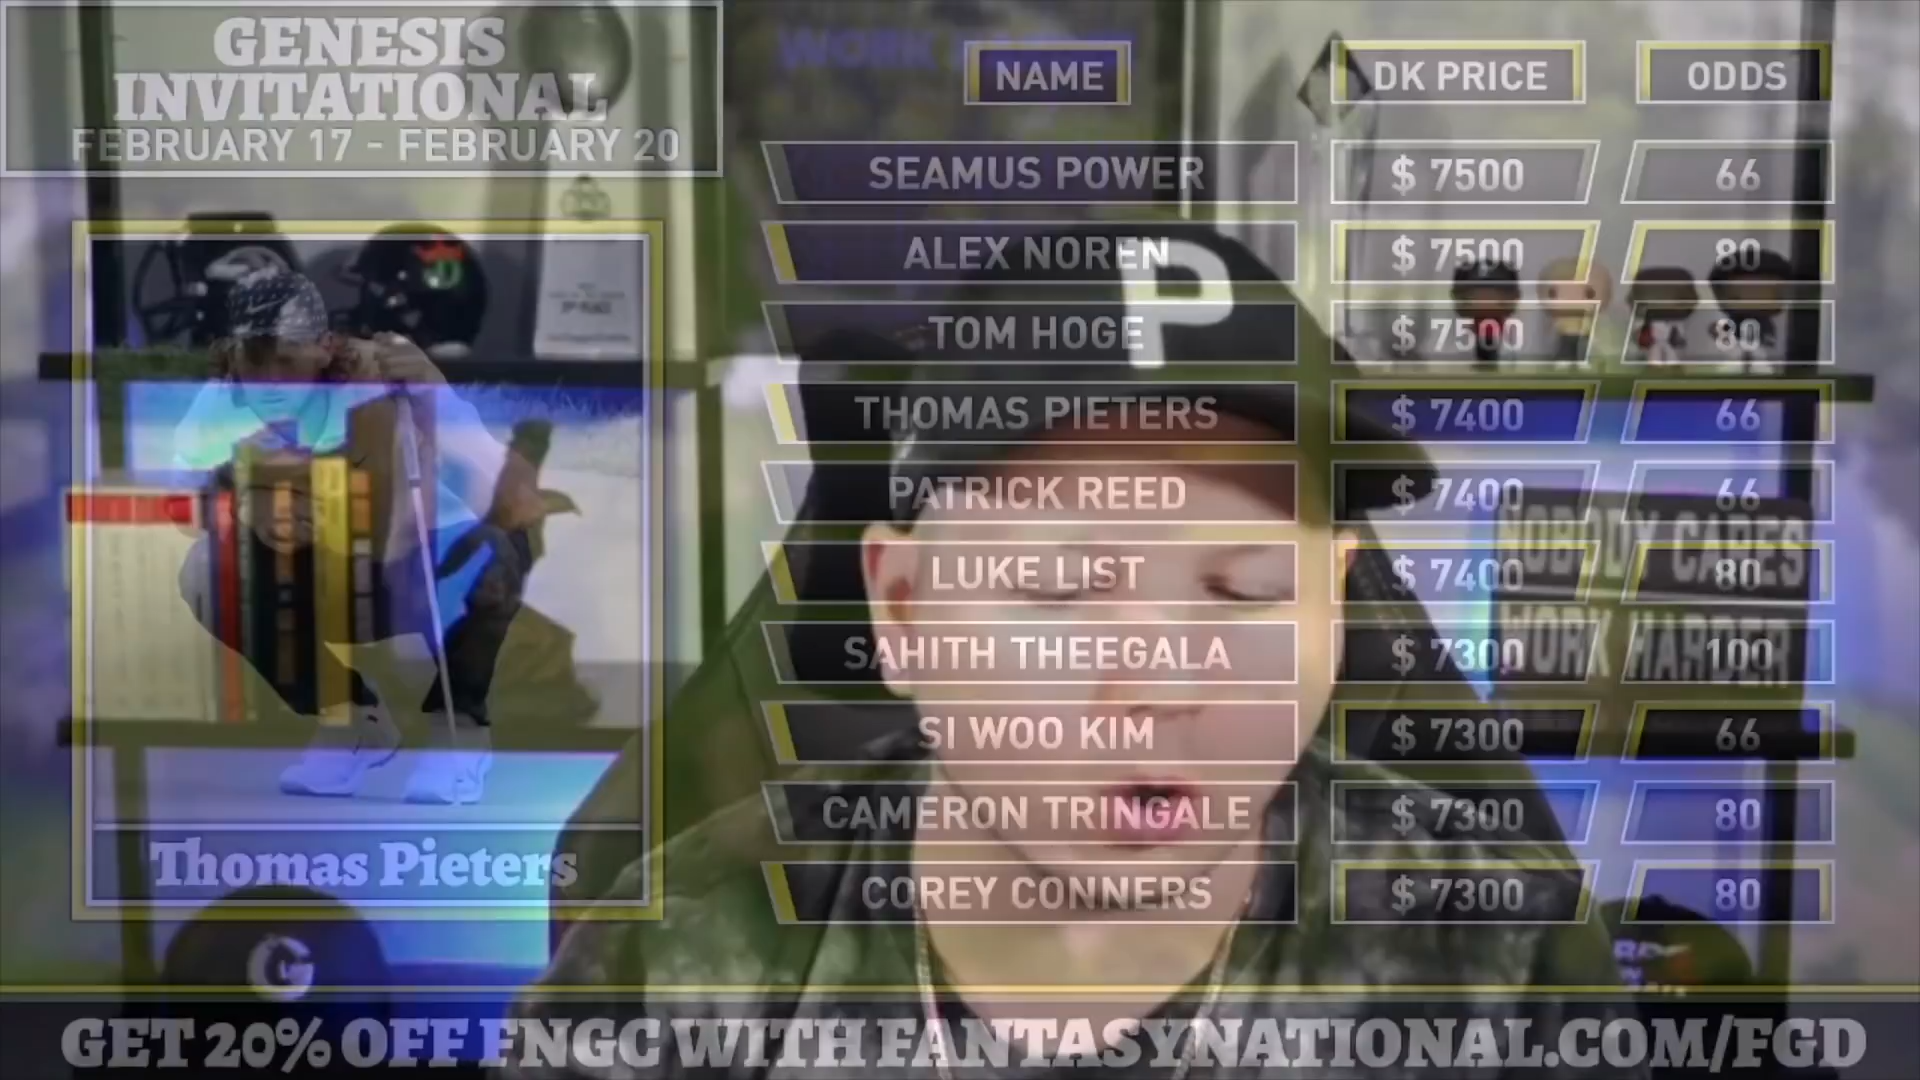 GENESIS
INVITATIONAL
FEBRUARY 17 - FEBRUARY 20
NAME DK PRICE ODDS
SEAMUS POWER $ 7500 66
ALEX NOREN $ 7500 80
TOM HOGE $ 7500 80
THOMAS PIETERS $ 7400 66
PATRICK REED $ 7400 66
LUKE LIST $ 7400 80
SAHITH THEEGALA $ 7300 100
SI WOO KIM $ 7300 66
CAMERON TRINGALE $ 7300 80
COREY CONNERS $ 7300 80
Thomas Pieters
WORK
P
NOBODY CARES
WORK HARDER
G
GET 20% OFF FNGC WITH FANTASYNATIONAL.COM/FGD